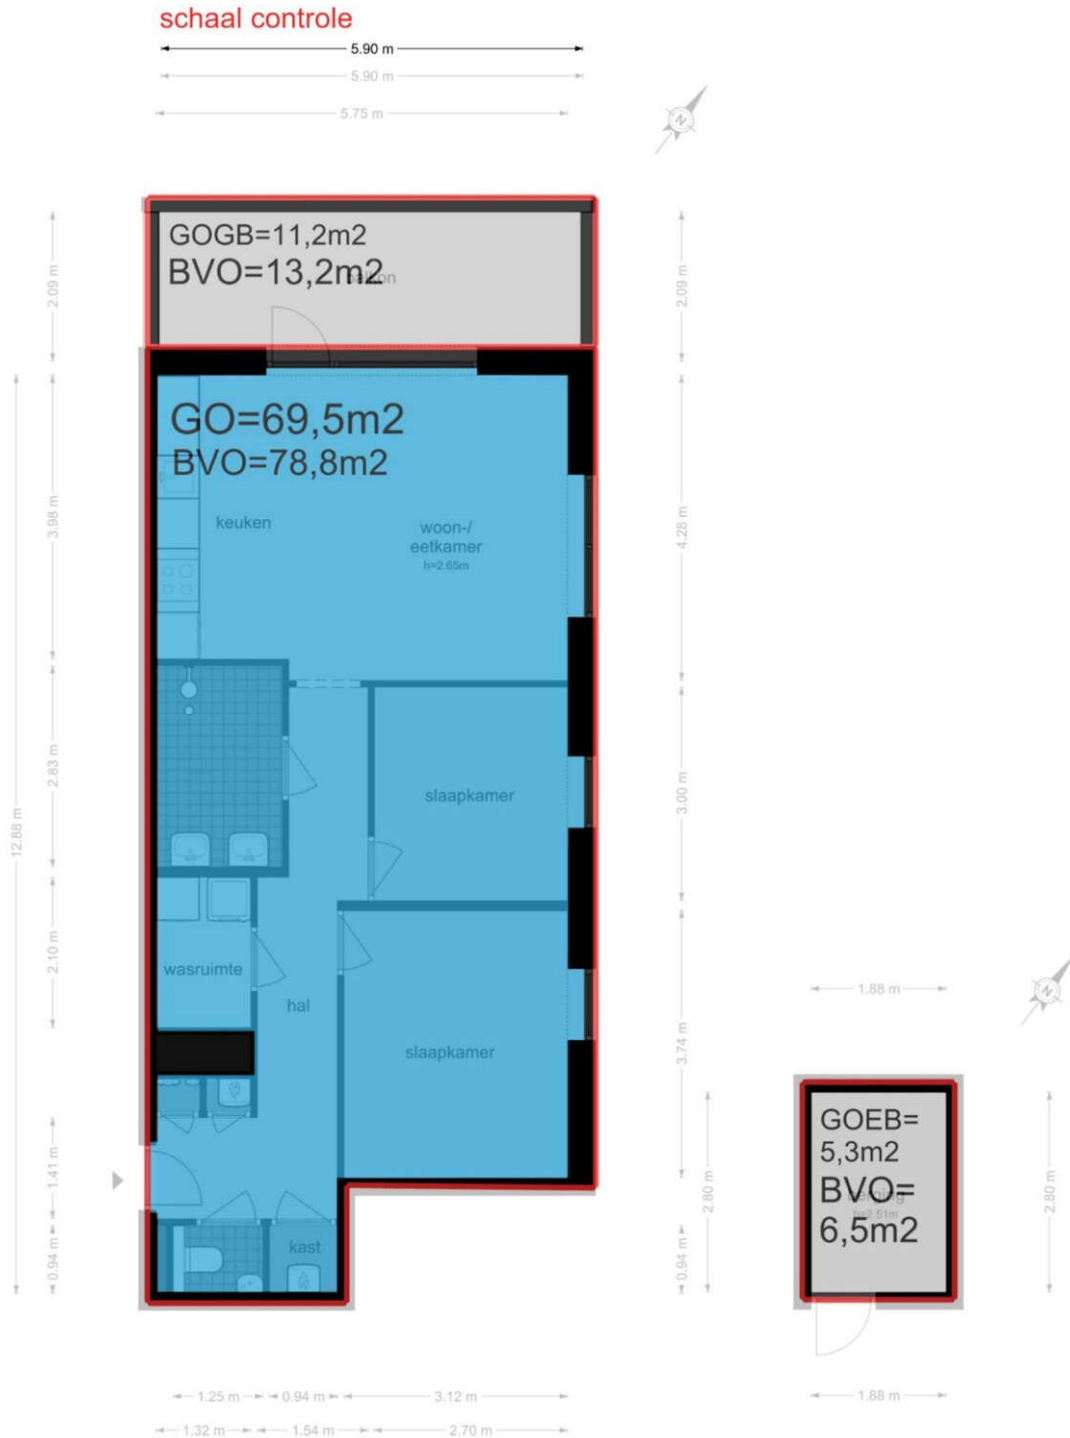 schaal controle
5.90 m
5.90 m
5.75 m
N
GOGB=11,2m2
BVO=13,2m2
balkon
2.09 m
2.09 m
GO=69,5m2
BVO=78,8m2
keuken
woon-/
eetkamer
h=2.65m
3.98 m
4.28 m
2.83 m
slaapkamer
3.00 m
12.88 m
wasruimte
2.10 m
hal
slaapkamer
3.74 m
1.41 m
0.94 m
kast
0.94 m
1.25 m
0.94 m
3.12 m
1.32 m
1.54 m
2.70 m
N
1.88 m
GOEB=
5,3m2
BVO=
berging
h=2.51m
6,5m2
2.80 m
2.80 m
1.88 m